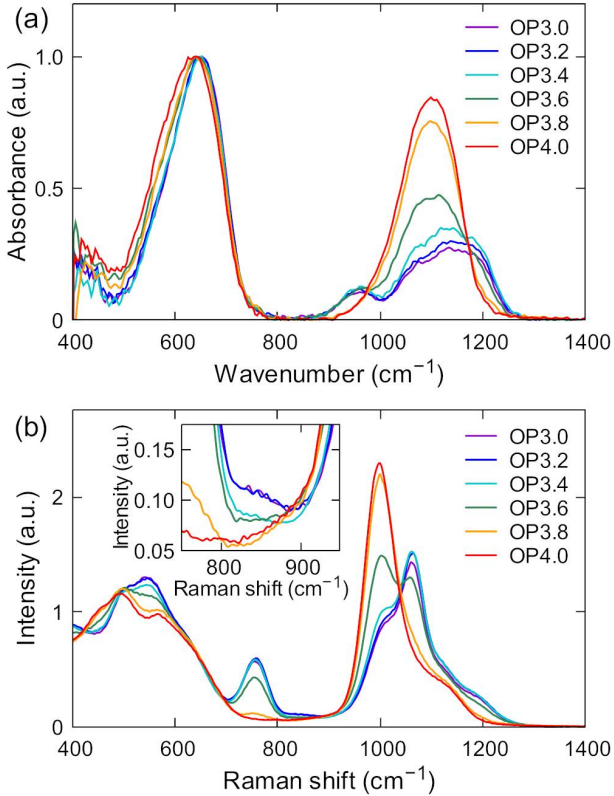 (a)
OP3.0
OP3.2
OP3.4
OP3.6
OP3.8
OP4.0
1.0
0.5
0
Absorbance (a.u.)
400 600 800 1000 1200 1400
Wavenumber (cm⁻¹)
(b)
OP3.0
OP3.2
OP3.4
OP3.6
OP3.8
OP4.0
0.15
0.10
0.05
Intensity (a.u.)
800 900
Raman shift (cm⁻¹)
2
1
0
Intensity (a.u.)
400 600 800 1000 1200 1400
Raman shift (cm⁻¹)